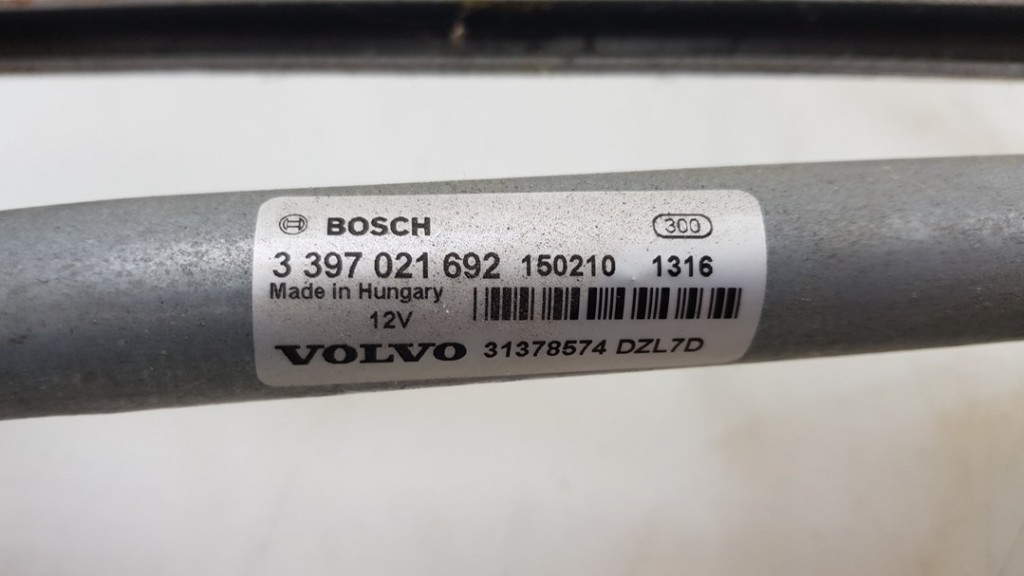 BOSCH 300
3 397 021 692 150210 1316
Made in Hungary
12V
VOLVO 31378574 DZL7D